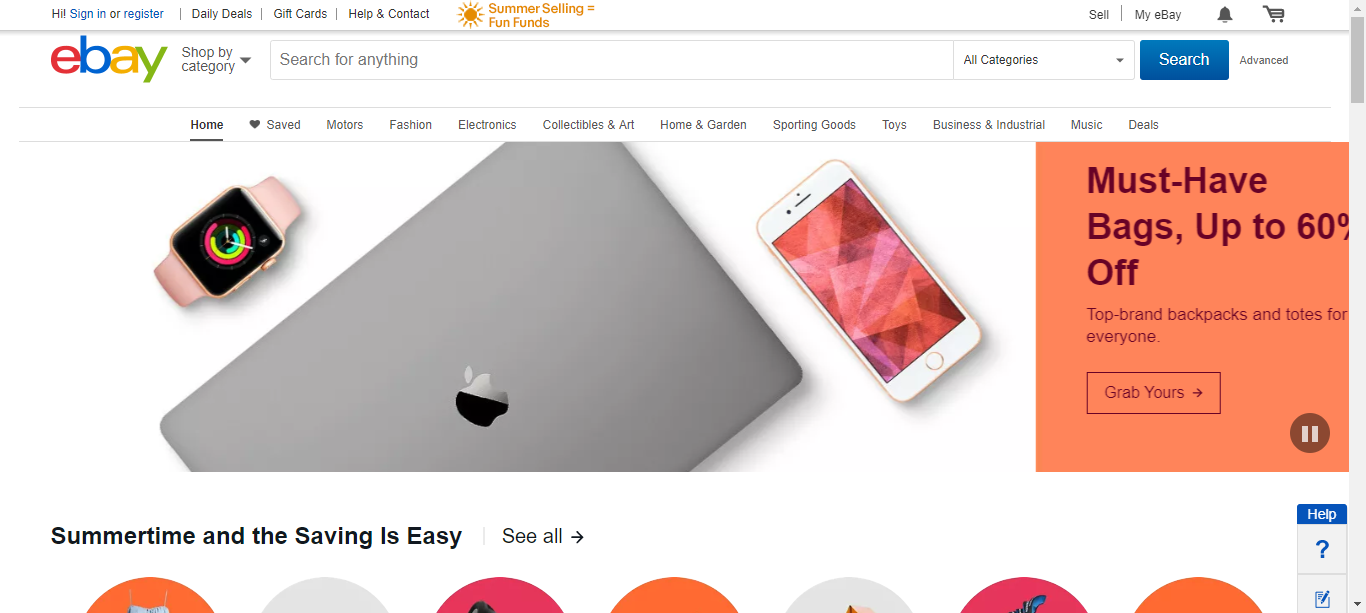 Hi! Sign in or register
Daily Deals
Gift Cards
Help & Contact
Summer Selling =
Fun Funds
Sell
My eBay
ebay
Shop by
category
Search for anything
All Categories
Search
Advanced
Home
Saved
Motors
Fashion
Electronics
Collectibles & Art
Home & Garden
Sporting Goods
Toys
Business & Industrial
Music
Deals
Must-Have
Bags, Up to 60%
Off
Top-brand backpacks and totes for
everyone.
Grab Yours →
Summertime and the Saving Is Easy
See all →
Help
?